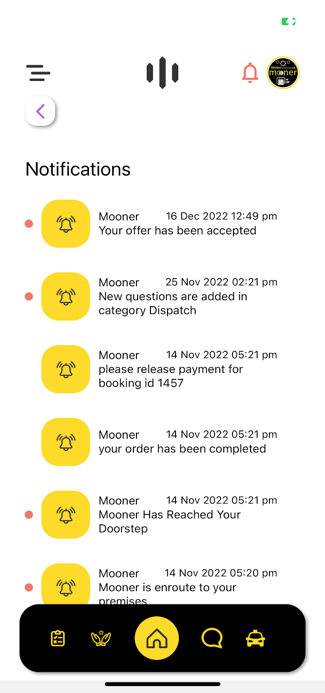 mooner
Notifications
Mooner 16 Dec 2022 12:49 pm
Your offer has been accepted
Mooner 25 Nov 2022 02:21 pm
New questions are added in
category Dispatch
Mooner 14 Nov 2022 05:21 pm
please release payment for
booking id 1457
Mooner 14 Nov 2022 05:21 pm
your order has been completed
Mooner 14 Nov 2022 05:21 pm
Mooner Has Reached Your
Doorstep
Mooner 14 Nov 2022 05:20 pm
Mooner is enroute to your
premises